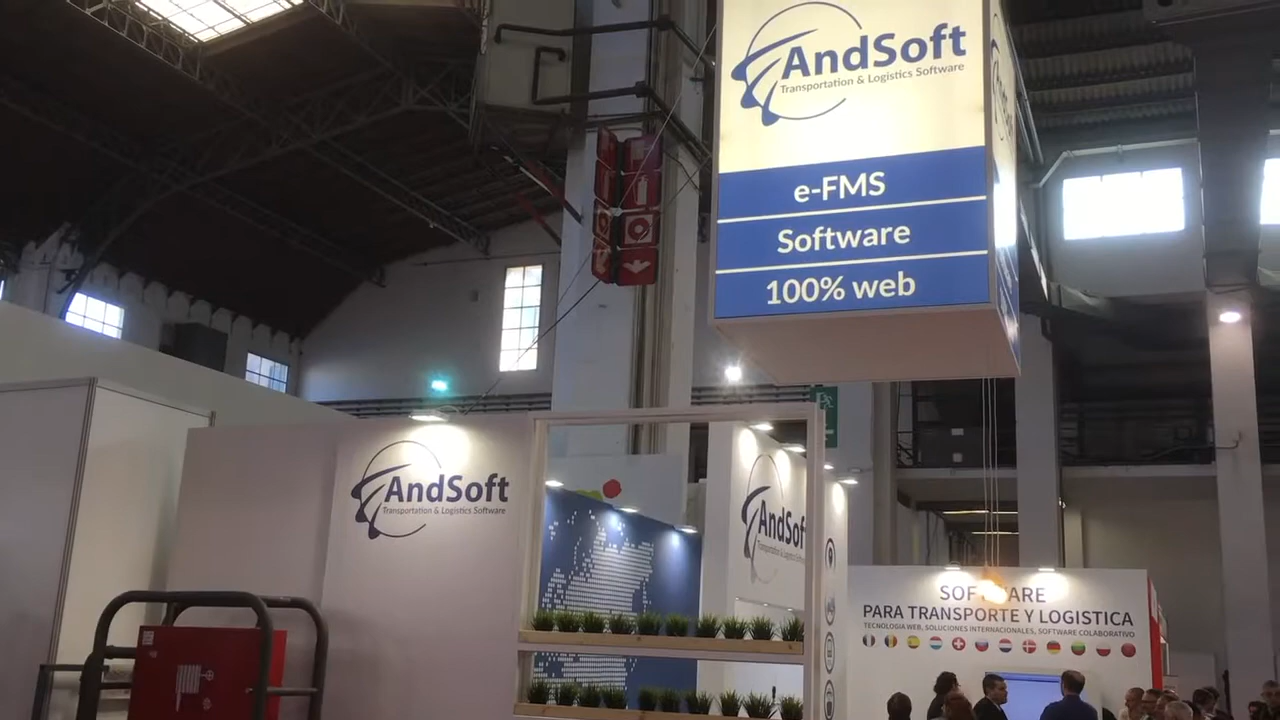 AndSoft
Transportation & Logistics Software
e-FMS
Software
100% web
AndSoft
Transportation & Logistics Software
AndSoft
Transportation & Logistics
SOFTWARE
PARA TRANSPORTE Y LOGISTICA
TECNOLOGIA WEB, SOLUCIONES INTERNACIONALES, SOFTWARE COLABORATIVO